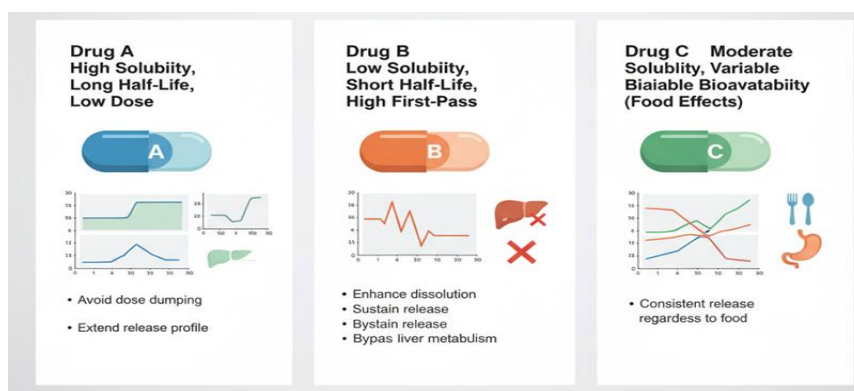 Drug A
High Solubiity,
Long Half-Life,
Low Dose
A
• Avoid dose dumping
• Extend release profile
Drug B
Low Solubiity,
Short Half-Life,
High First-Pass
B
• Enhance dissolution
• Sustain release
• Bystain release
• Bypas liver metabUism
Drug C Moderate
Solublity, Variable
Biaiable Bioavatabiity
(Food Effects)
C
• Consistent release
regardess to food